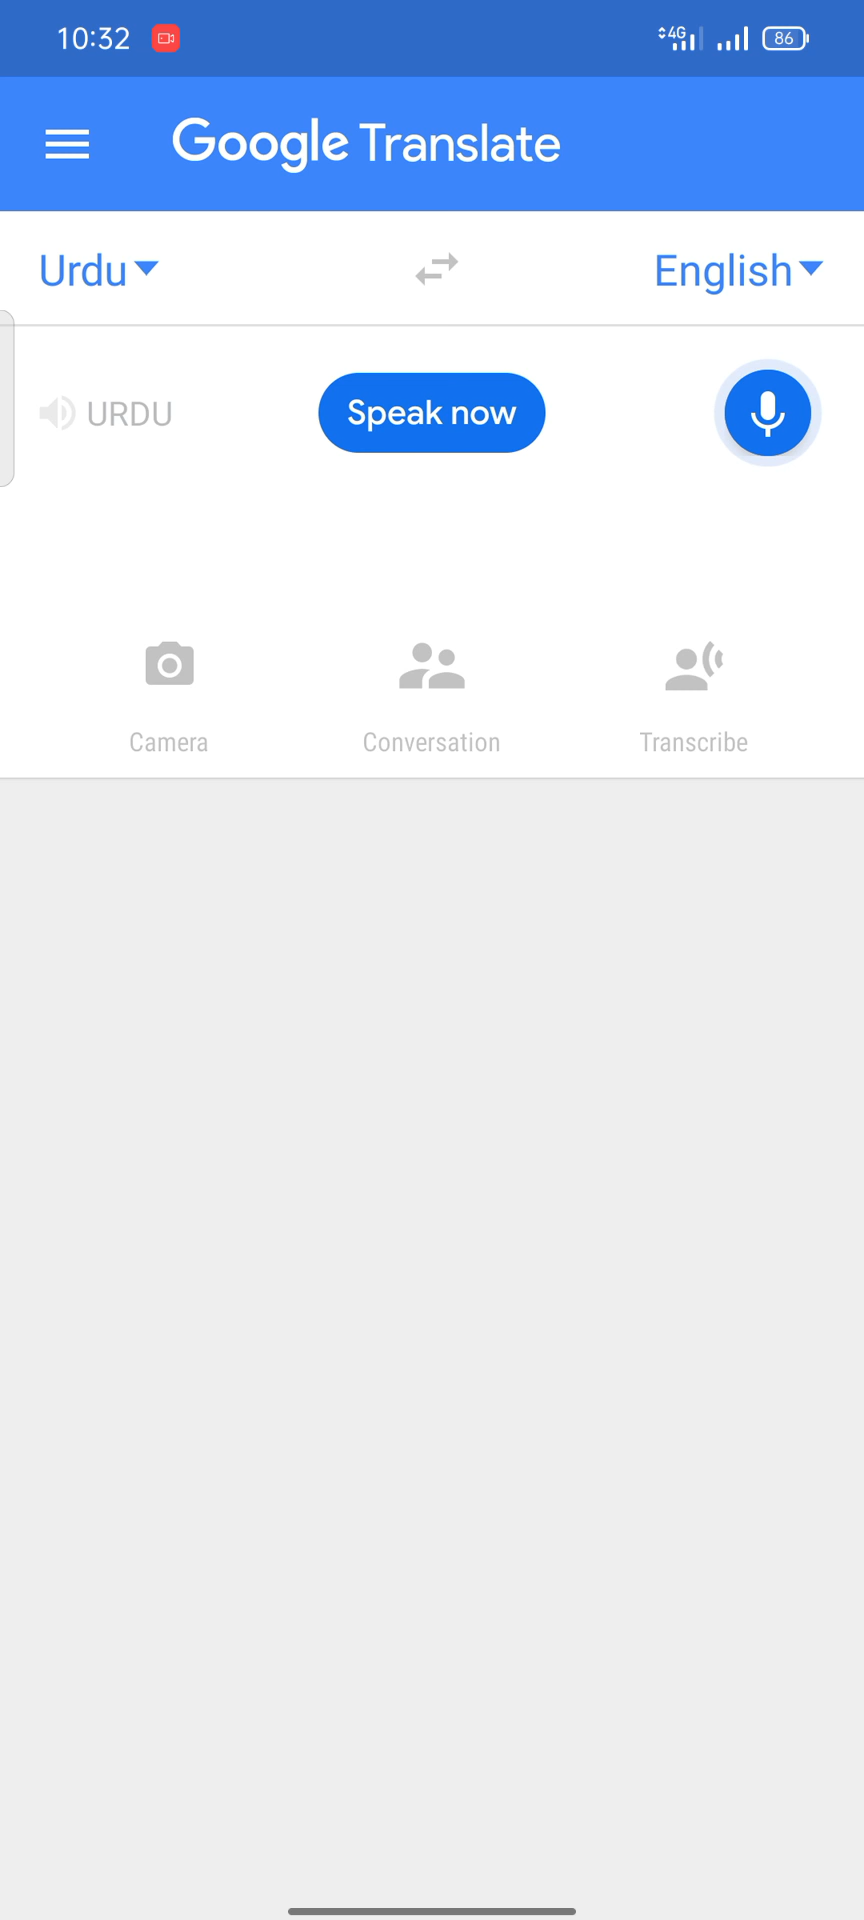 10:32 4G 86
Google Translate
Urdu English
URDU Speak now
Camera Conversation Transcribe